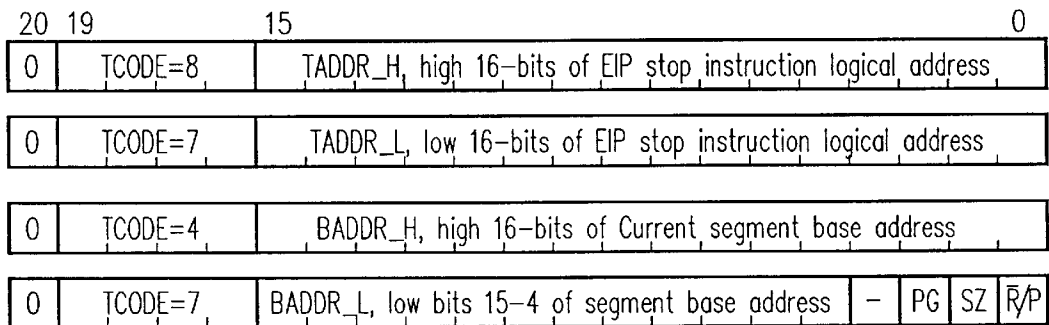 20 19 15 0
0 TCODE=8 TADDR_H, high 16-bits of EIP stop instruction logical address
0 TCODE=7 TADDR_L, low 16-bits of EIP stop instruction logical address
0 TCODE=4 BADDR_H, high 16-bits of Current segment base address
0 TCODE=7 BADDR_L, low bits 15-4 of segment base address - PG SZ R̅/P